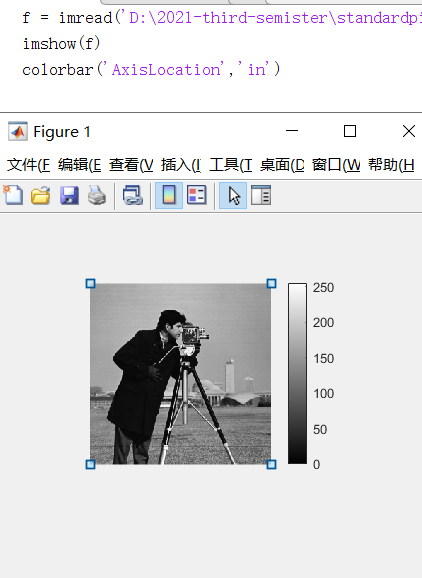 f = imread('D:\2021-third-semister\standardpi
imshow(f)
colorbar('AxisLocation','in')
Figure 1
文件(F 编辑(E 查看(V 插入(I 工具(T 桌面(D 窗口(W 帮助(H
250
200
150
100
50
0